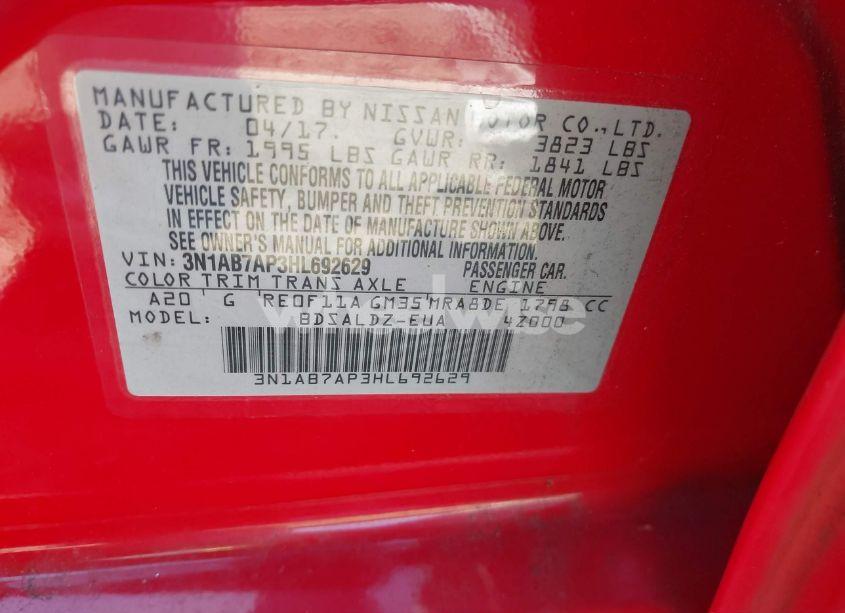 MANUFACTURED BY NISSAN MOTOR CO., LTD.
DATE: 04/17. GVWR: 3823 LBS
GAWR FR: 1995 LBS GAWR RR: 1841 LBS
THIS VEHICLE CONFORMS TO ALL APPLICABLE FEDERAL MOTOR
VEHICLE SAFETY, BUMPER AND THEFT PREVENTION STANDARDS
IN EFFECT ON THE DATE OF MANUFACTURE SHOWN ABOVE.
SEE OWNER'S MANUAL FOR ADDITIONAL INFORMATION.
VIN: 3N1AB7AP3HL692629 PASSENGER CAR.
COLOR TRIM TRANS AXLE ENGINE
A20 G RE0F11A GM35 MRA8DE 1798 CC
MODEL: BDSALDZ-EUA 4Z000
3N1AB7AP3HL692629